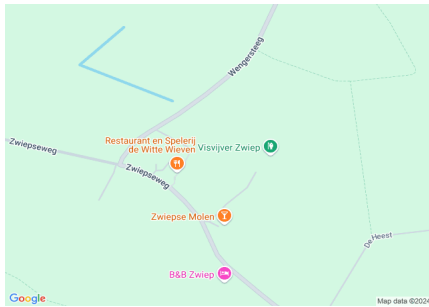 Wengersteeg
Zwiepseweg
Restaurant en Spelerij
de Witte Wieven
Visvijver Zwiep
Zwiepseweg
Zwiepse Molen
De Heest
B&B Zwiep
Google
Map data ©2024